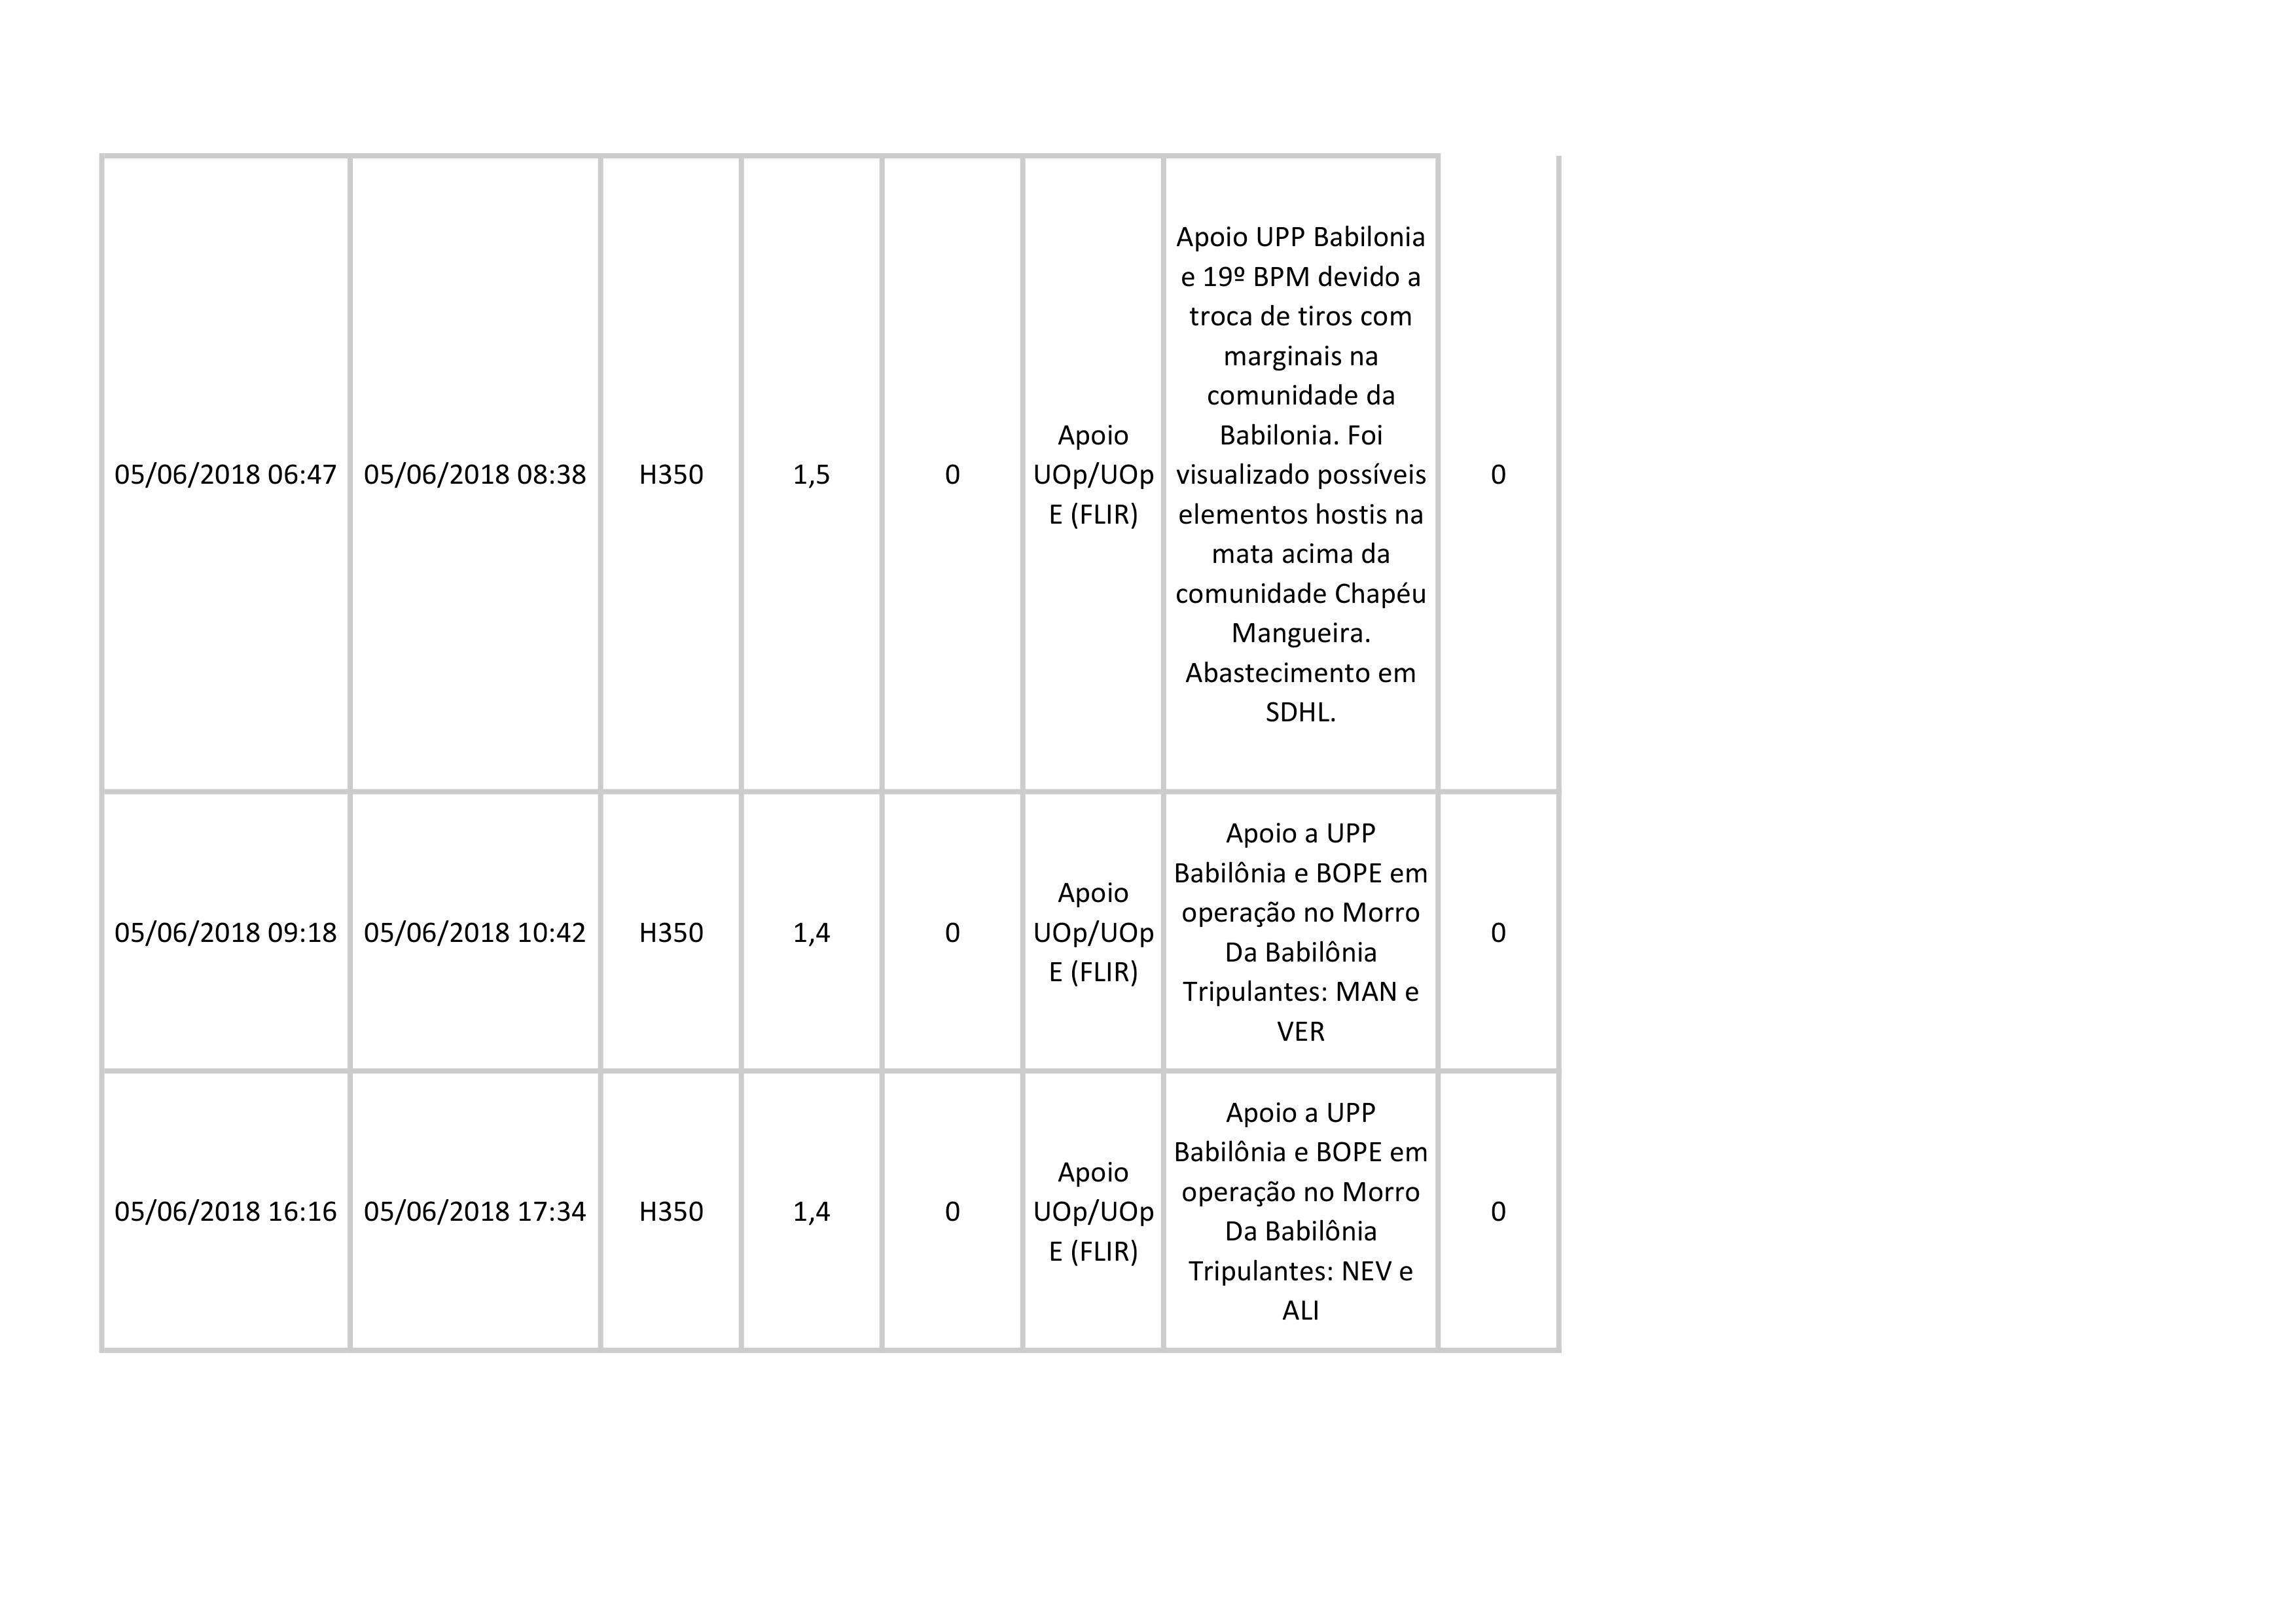 05/06/2018 06:47
05/06/2018 08:38
H350
1,5
0
Apoio
UOp/UOp
E (FLIR)
Apoio UPP Babilonia
e 19º BPM devido a
troca de tiros com
marginais na
comunidade da
Babilonia. Foi
visualizado possíveis
elementos hostis na
mata acima da
comunidade Chapéu
Mangueira.
Abastecimento em
SDHL.
0
05/06/2018 09:18
05/06/2018 10:42
H350
1,4
0
Apoio
UOp/UOp
E (FLIR)
Apoio a UPP
Babilônia e BOPE em
operação no Morro
Da Babilônia
Tripulantes: MAN e
VER
0
05/06/2018 16:16
05/06/2018 17:34
H350
1,4
0
Apoio
UOp/UOp
E (FLIR)
Apoio a UPP
Babilônia e BOPE em
operação no Morro
Da Babilônia
Tripulantes: NEV e
ALI
0